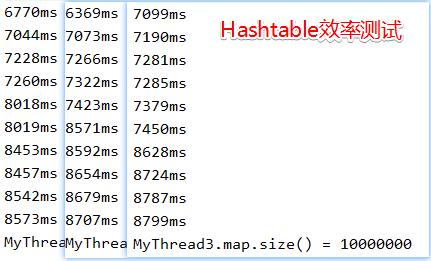 Hashtable效率测试
6770ms 6369ms 7099ms
7044ms 7073ms 7190ms
7228ms 7266ms 7281ms
7260ms 7322ms 7285ms
8018ms 7423ms 7379ms
8019ms 8571ms 7450ms
8453ms 8592ms 8628ms
8457ms 8654ms 8724ms
8542ms 8679ms 8787ms
8573ms 8707ms 8799ms
MyThrea MyThrea MyThread3.map.size() = 10000000